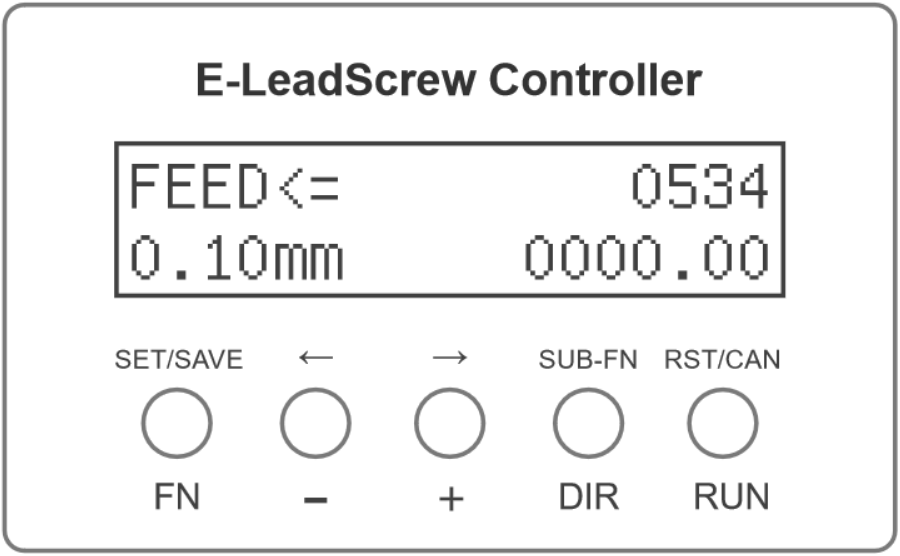 E-LeadScrew Controller
FEED<= 0534
0.10mm 0000.00
SET/SAVE ← → SUB-FN RST/CAN
FN - + DIR RUN